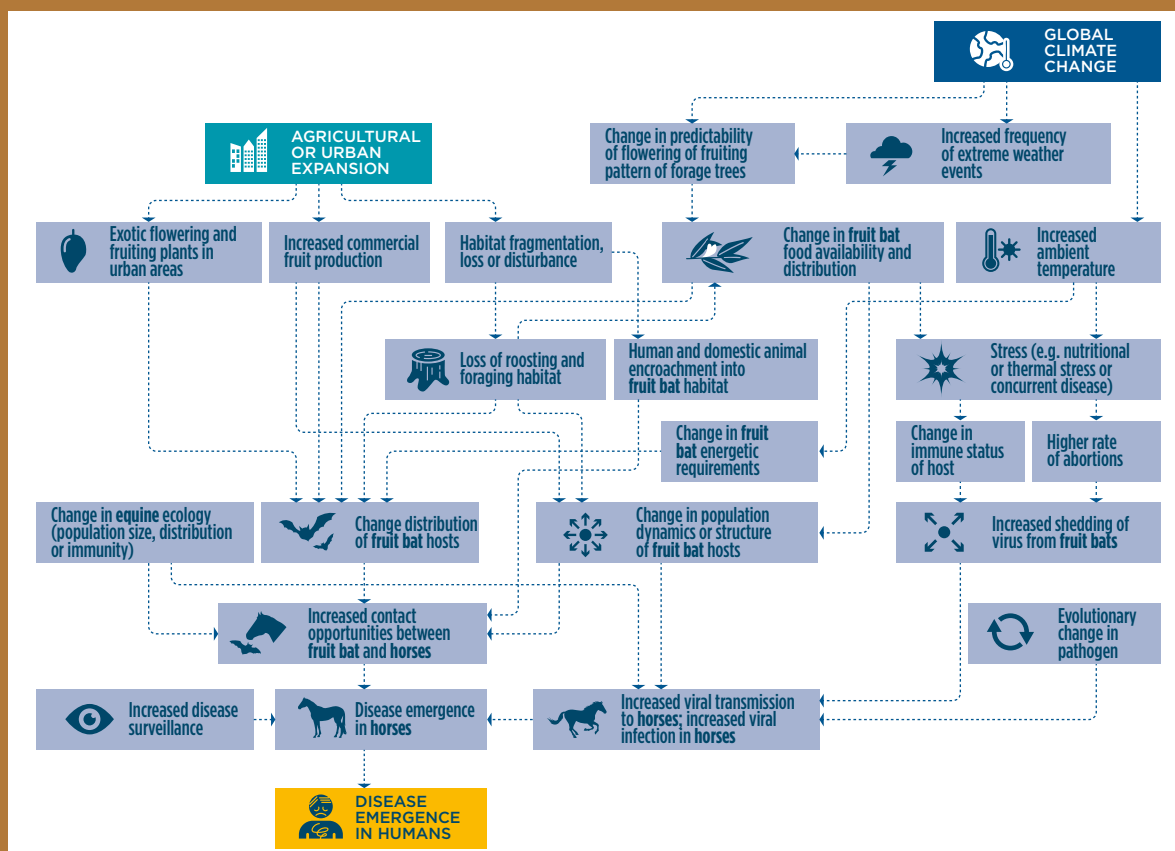 GLOBAL
CLIMATE
CHANGE
AGRICULTURAL
OR URBAN
EXPANSION
Change in predictability
of flowering of fruiting
pattern of forage trees
Increased frequency
of extreme weather
events
Exotic flowering and
fruiting plants in
urban areas
Increased commercial
fruit production
Habitat fragmentation,
loss or disturbance
Change in fruit bat
food availability and
distribution
Increased
ambient
temperature
Loss of roosting and
foraging habitat
Human and domestic animal
encroachment into
fruit bat habitat
Stress (e.g. nutritional
or thermal stress or
concurrent disease)
Change in fruit
bat energetic
requirements
Change in
immune status
of host
Higher rate
of abortions
Change in equine ecology
(population size, distribution
or immunity)
Change distribution
of fruit bat hosts
Change in population
dynamics or structure
of fruit bat hosts
Increased shedding of
virus from fruit bats
Increased contact
opportunities between
fruit bat and horses
Evolutionary
change in
pathogen
Increased disease
surveillance
Disease emergence
in horses
Increased viral transmission
to horses; increased viral
infection in horses
DISEASE
EMERGENCE
IN HUMANS